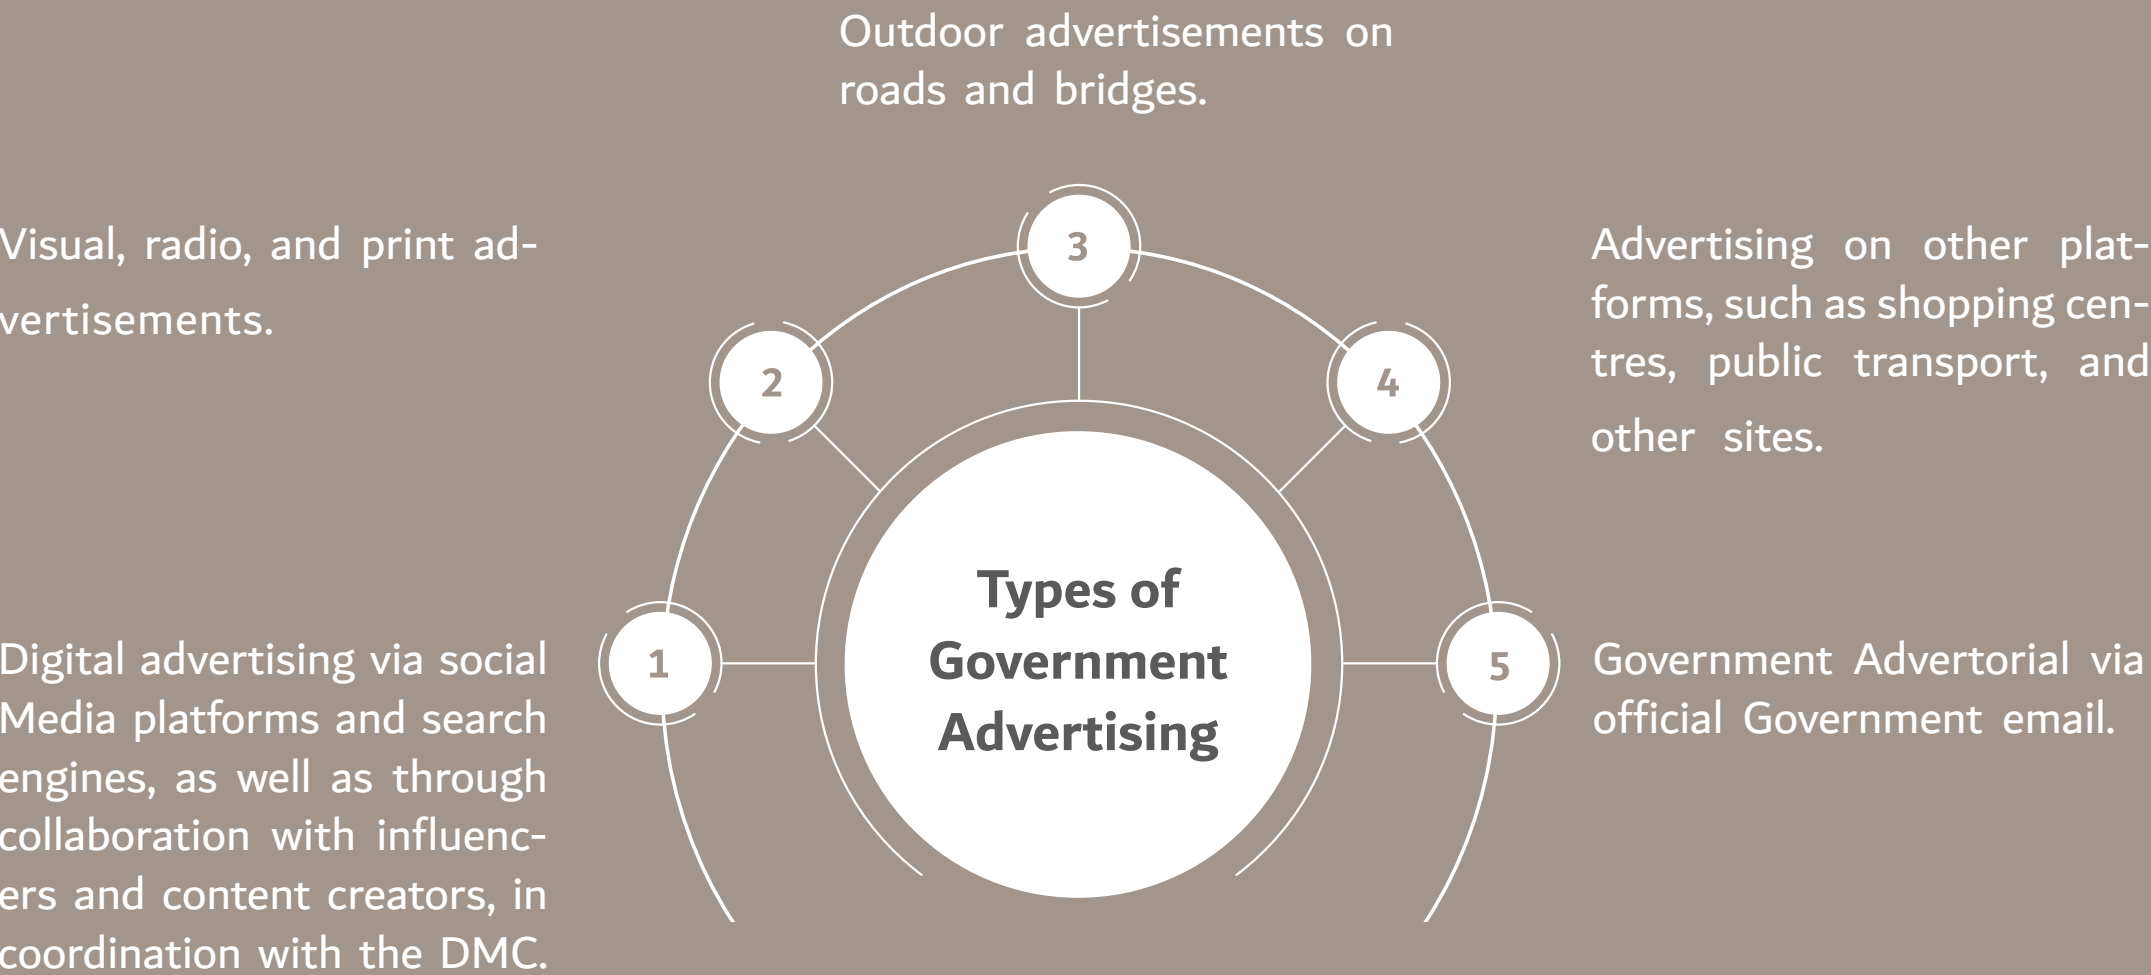 Outdoor advertisements on
roads and bridges.
Visual, radio, and print ad-
vertisements.
Advertising on other plat-
forms, such as shopping cen-
tres, public transport, and
other sites.
3
2
4
Types of
Government
Advertising
1
5
Digital advertising via social
Media platforms and search
engines, as well as through
collaboration with influenc-
ers and content creators, in
coordination with the DMC.
Government Advertorial via
official Government email.